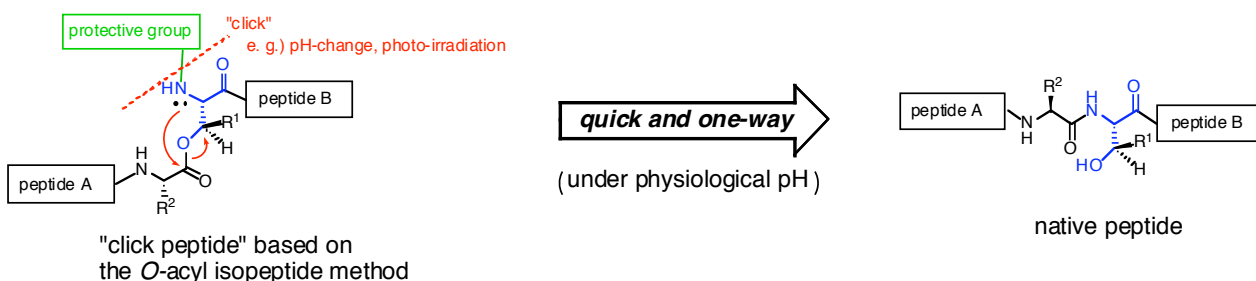 protective group
"click"
e. g.) pH-change, photo-irradiation
HN
O
peptide B
R1
O
H
H
N
O
peptide A
R2
"click peptide" based on
the O-acyl isopeptide method
quick and one-way
(under physiological pH)
R2
H
N
O
peptide A
N
H
O
peptide B
R1
HO
H
native peptide